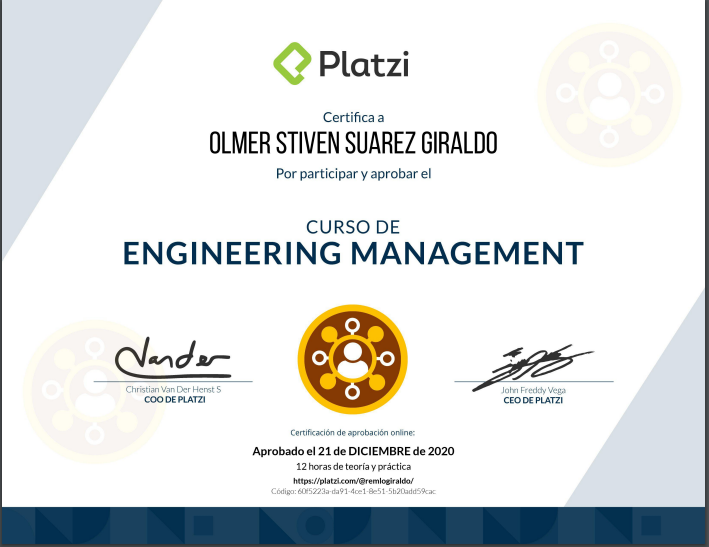 Platzi
Certifica a
OLMER STIVEN SUAREZ GIRALDO
Por participar y aprobar el
CURSO DE
ENGINEERING MANAGEMENT
Vander
Christian Van Der Henst S
COO DE PLATZI
John Freddy Vega
CEO DE PLATZI
Certificación de aprobación online:
Aprobado el 21 de DICIEMBRE de 2020
12 horas de teoría y práctica
https://platzi.com/@remlogiraldo/
Código: 60f5223a-da91-4ce1-8e51-5b20add59cac